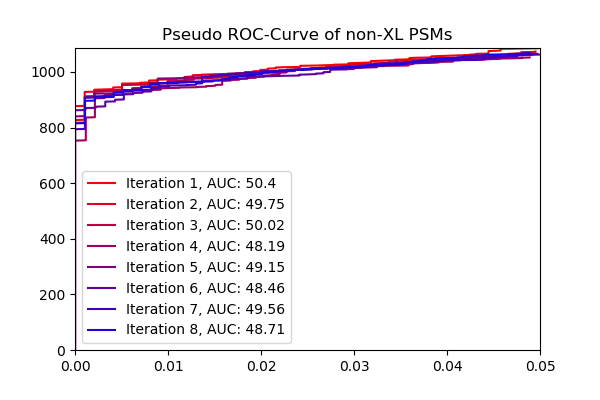 Pseudo ROC-Curve of non-XL PSMs
1000
800
600
400
200
0
Iteration 1, AUC: 50.4
Iteration 2, AUC: 49.75
Iteration 3, AUC: 50.02
Iteration 4, AUC: 48.19
Iteration 5, AUC: 49.15
Iteration 6, AUC: 48.46
Iteration 7, AUC: 49.56
Iteration 8, AUC: 48.71
0.00 0.01 0.02 0.03 0.04 0.05